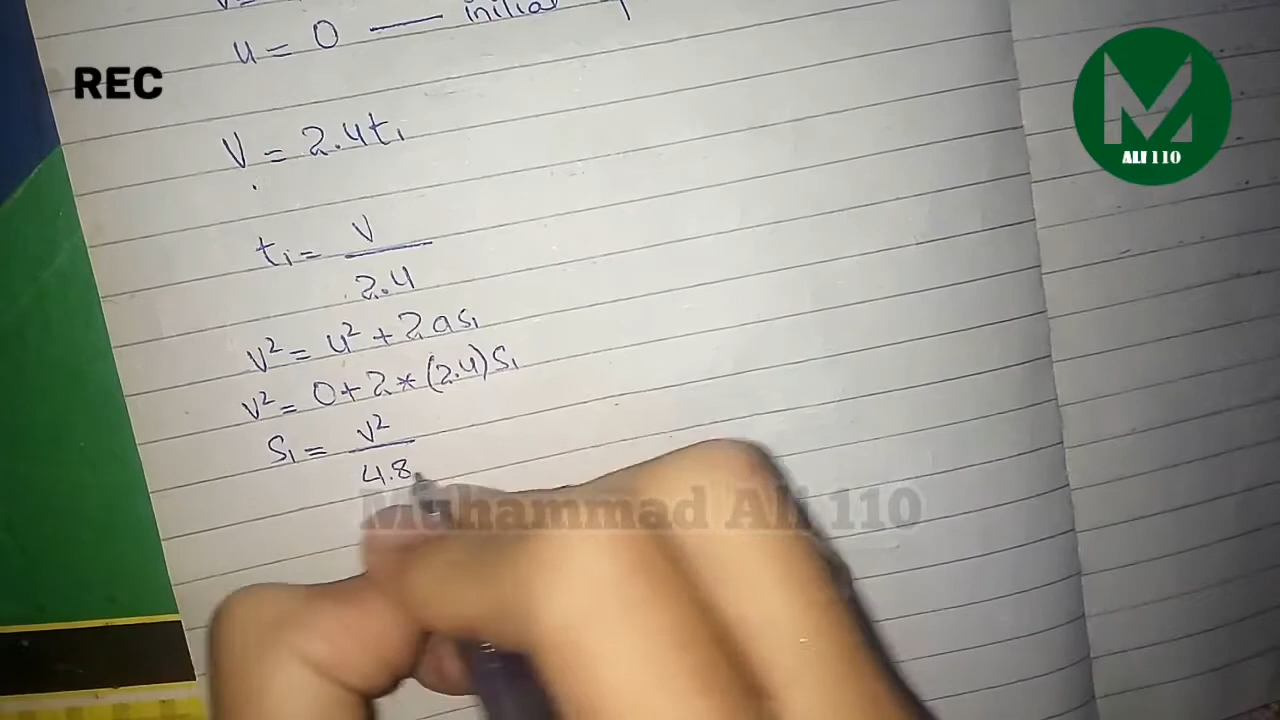 u = 0 — initial
REC
M
ALI 110
V = 2.4t₁
t₁ = V / 2.4
v² = u² + 2as₁
v² = 0 + 2 * (2.4)S₁
S₁ = v² / 4.8
Muhammad Ali 110